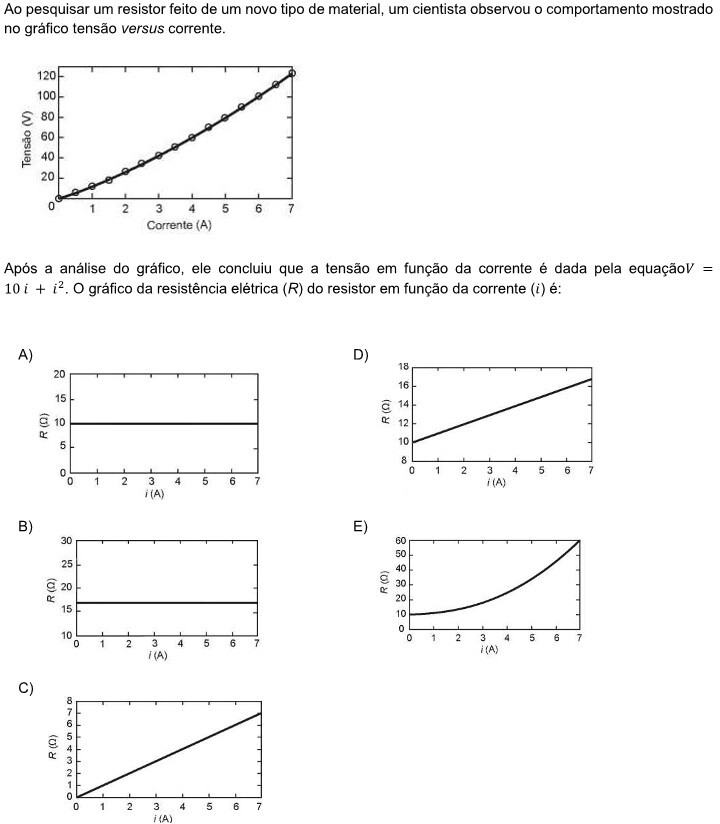 Ao pesquisar um resistor feito de um novo tipo de material, um cientista observou o comportamento mostrado
no gráfico tensão versus corrente.
120
100
80
60
40
20
0
Tensão (V)
1 2 3 4 5 6 7
Corrente (A)
Após a análise do gráfico, ele concluiu que a tensão em função da corrente é dada pela equaçãoV =
10 i + i². O gráfico da resistência elétrica (R) do resistor em função da corrente (i) é:
A)
20
15
10
5
0
R (Ω)
0 1 2 3 4 5 6 7
i (A)
B)
30
25
20
15
10
R (Ω)
0 1 2 3 4 5 6 7
i (A)
C)
8
7
6
5
4
3
2
1
0
R (Ω)
0 1 2 3 4 5 6 7
i (A)
D)
18
16
14
12
10
8
R (Ω)
0 1 2 3 4 5 6 7
i (A)
E)
60
50
40
30
20
10
0
R (Ω)
0 1 2 3 4 5 6 7
i (A)